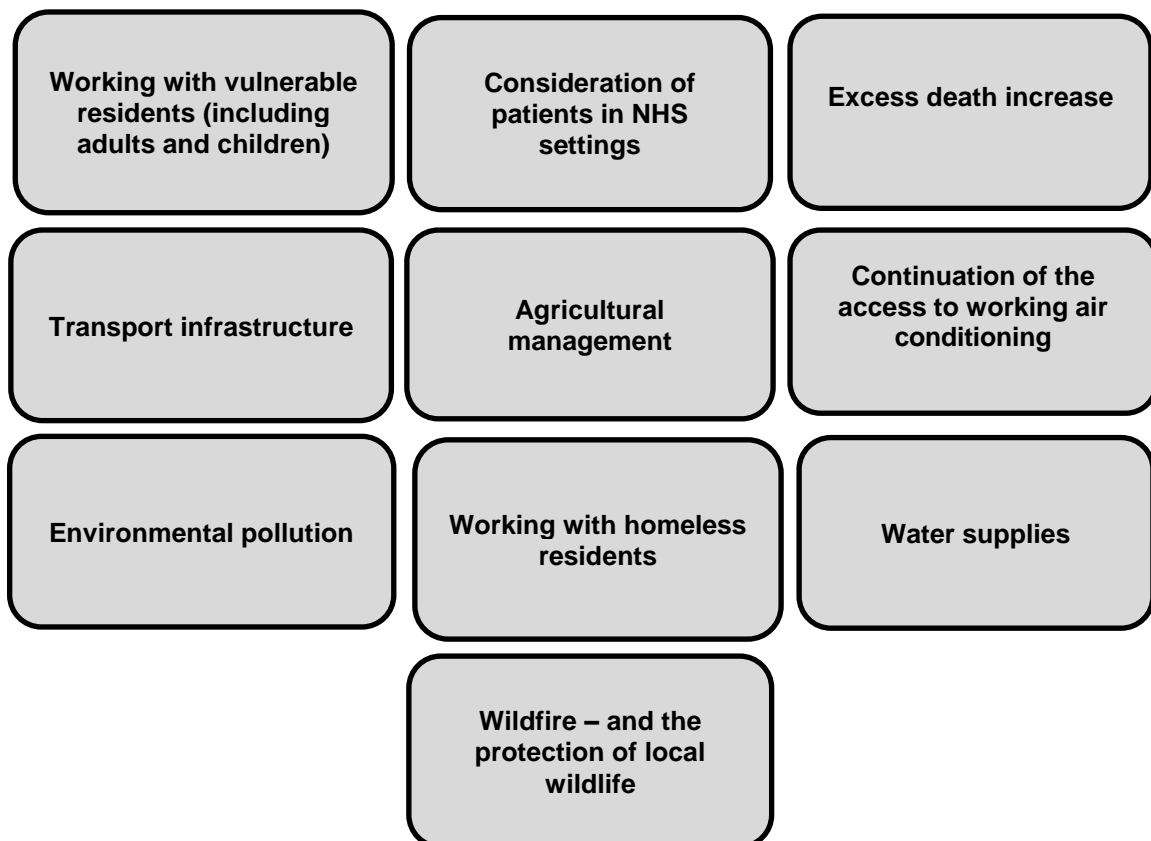 Working with vulnerable
residents (including
adults and children)
Consideration of
patients in NHS
settings
Excess death increase
Transport infrastructure
Agricultural
management
Continuation of the
access to working air
conditioning
Environmental pollution
Working with homeless
residents
Water supplies
Wildfire – and the
protection of local
wildlife